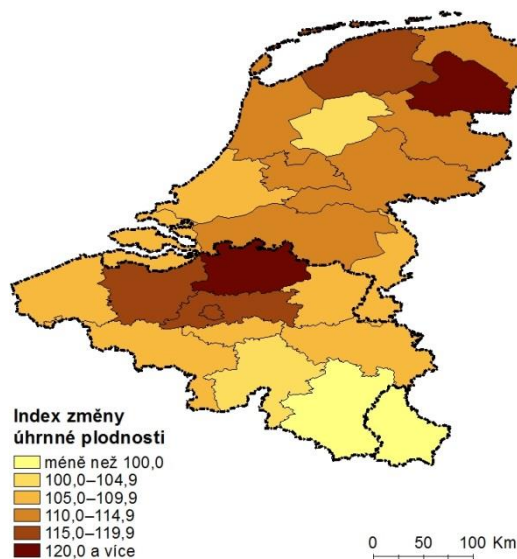 Index změny
úhrnné plodnosti
méně než 100,0
100,0–104,9
105,0–109,9
110,0–114,9
115,0–119,9
120,0 a více
0 50 100 Km